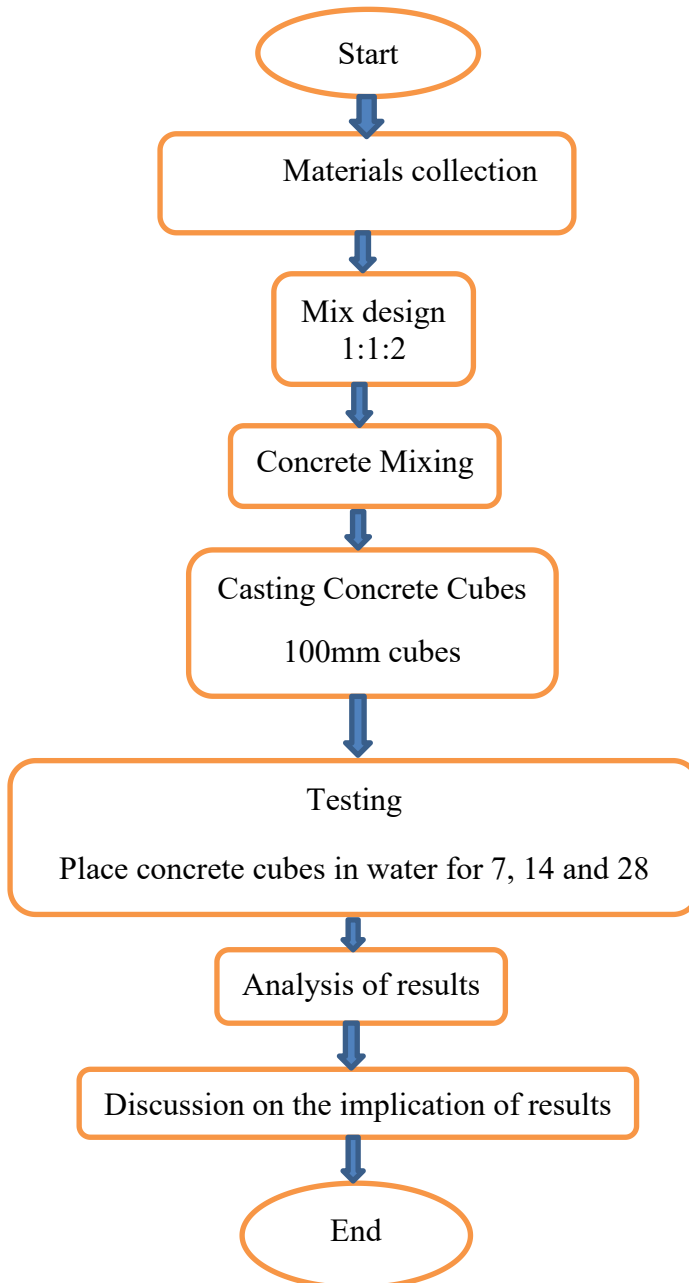 Start
Materials collection
Mix design
1:1:2
Concrete Mixing
Casting Concrete Cubes
100mm cubes
Testing
Place concrete cubes in water for 7, 14 and 28
Analysis of results
Discussion on the implication of results
End